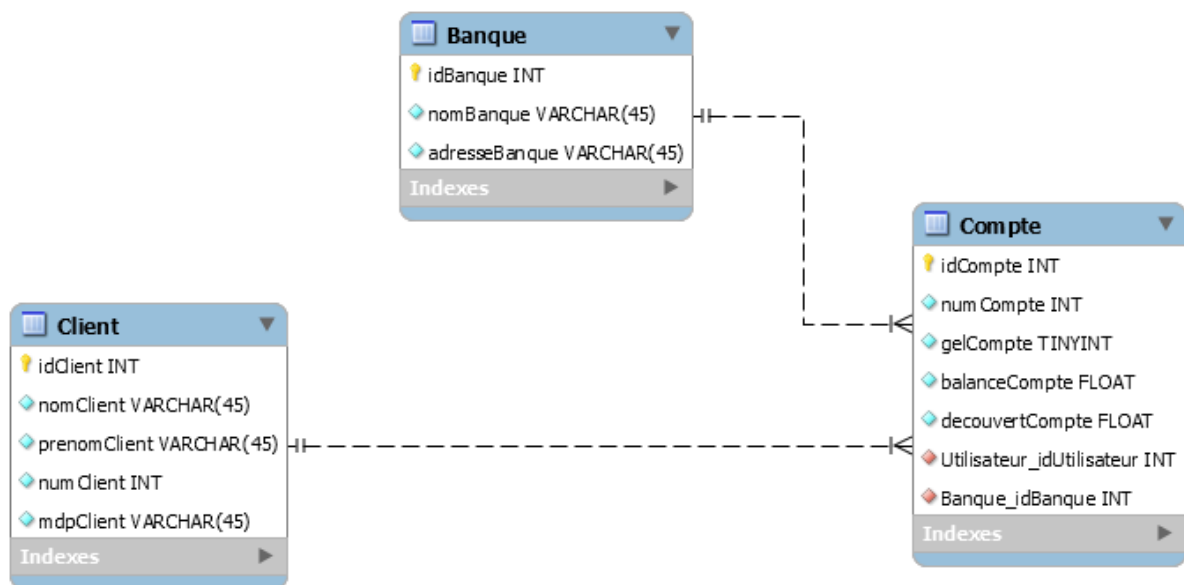 Banque
idBanque INT
nomBanque VARCHAR(45)
adresseBanque VARCHAR(45)
Indexes
Client
idClient INT
nomClient VARCHAR(45)
prenomClient VARCHAR(45)
numClient INT
mdpClient VARCHAR(45)
Indexes
Compte
idCompte INT
numCompte INT
gelCompte TINYINT
balanceCompte FLOAT
decouvertCompte FLOAT
Utilisateur_idUtilisateur INT
Banque_idBanque INT
Indexes